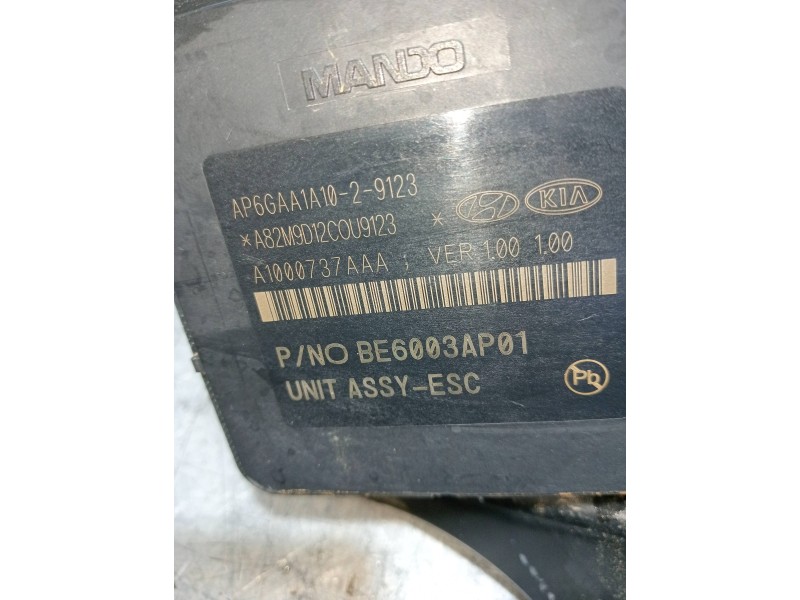 MANDO
AP6GAA1A10-2-9123
*A82M9D12COU9123 * KIA
A1000737AAA ; VER 1.00 1.00
P/NO BE6003AP01
UNIT ASSY-ESC Pb